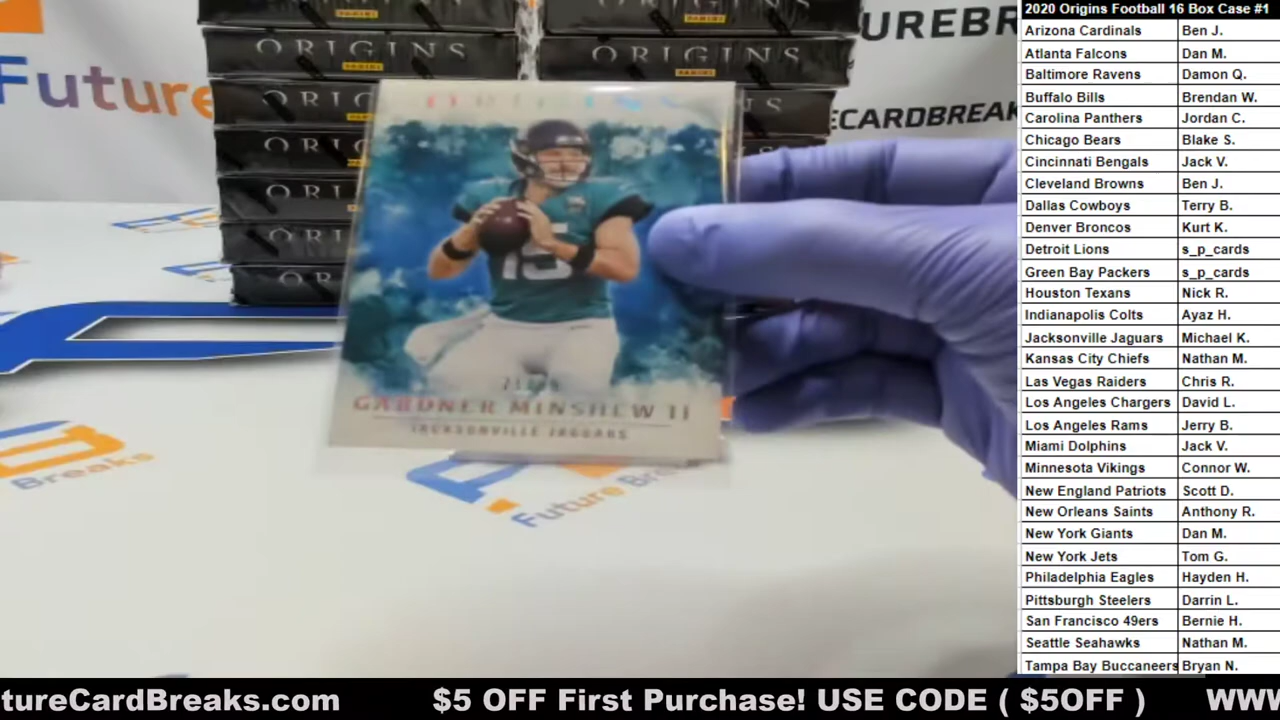 2020 Origins Football 16 Box Case #1
Arizona Cardinals Ben J.
Atlanta Falcons Dan M.
Baltimore Ravens Damon Q.
Buffalo Bills Brendan W.
Carolina Panthers Jordan C.
Chicago Bears Blake S.
Cincinnati Bengals Jack V.
Cleveland Browns Ben J.
Dallas Cowboys Terry B.
Denver Broncos Kurt K.
Detroit Lions s_p_cards
Green Bay Packers s_p_cards
Houston Texans Nick R.
Indianapolis Colts Ayaz H.
Jacksonville Jaguars Michael K.
Kansas City Chiefs Nathan M.
Las Vegas Raiders Chris R.
Los Angeles Chargers David L.
Los Angeles Rams Jerry B.
Miami Dolphins Jack V.
Minnesota Vikings Connor W.
New England Patriots Scott D.
New Orleans Saints Anthony R.
New York Giants Dan M.
New York Jets Tom G.
Philadelphia Eagles Hayden H.
Pittsburgh Steelers Darrin L.
San Francisco 49ers Bernie H.
Seattle Seahawks Nathan M.
Tampa Bay Buccaneers Bryan N.
PANINI
PANINI
ORIGINS
PANINI
ORIGINS
PANINI
Future
UREBR
ECARDBREAK
15
GARDNER MINSHEW II
JACKSONVILLE JAGUARS
Breaks
Future Bre
tureCardBreaks.com $5 OFF First Purchase! USE CODE ( $5OFF ) WWW